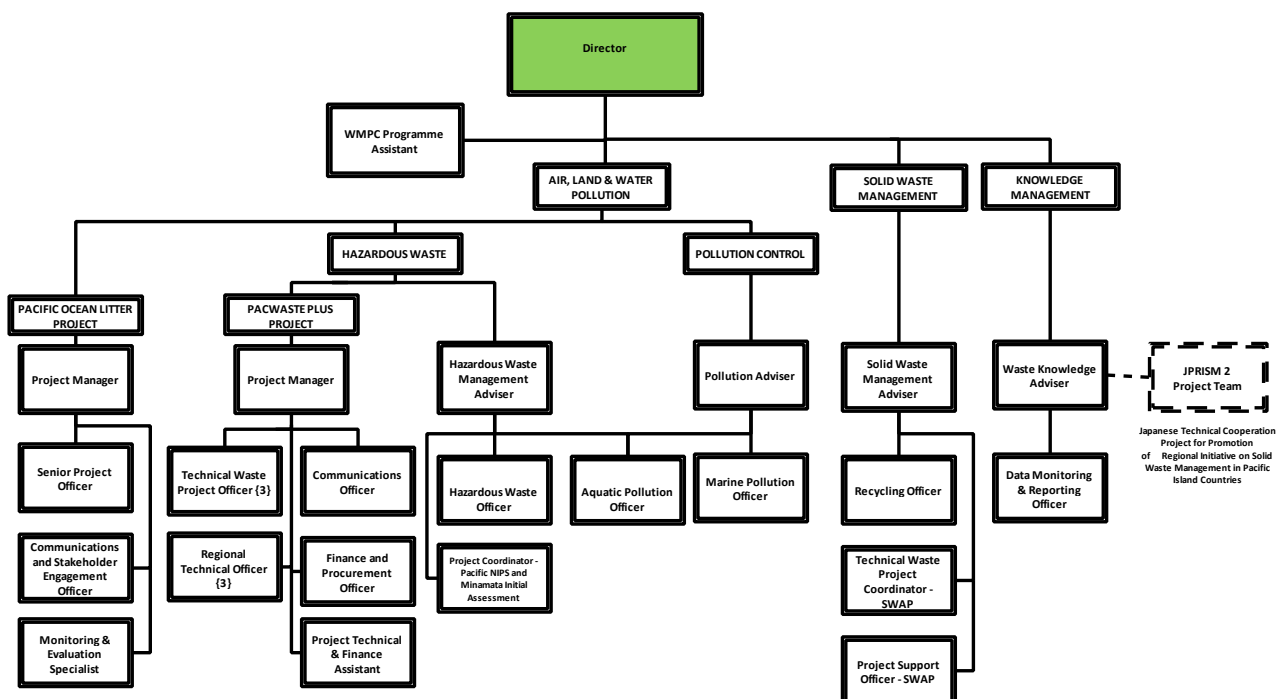 Director
WMPC Programme
Assistant
AIR, LAND & WATER
POLLUTION
SOLID WASTE
MANAGEMENT
KNOWLEDGE
MANAGEMENT
HAZARDOUS WASTE
POLLUTION CONTROL
PACIFIC OCEAN LITTER
PROJECT
PACWASTE PLUS
PROJECT
Project Manager
Project Manager
Hazardous Waste
Management
Adviser
Pollution Adviser
Solid Waste
Management
Adviser
Waste Knowledge
Adviser
JPRISM 2
Project Team
Japanese Technical Cooperation
Project for Promotion
of Regional Initiative on Solid
Waste Management in Pacific
Island Countries
Senior Project
Officer
Technical Waste
Project Officer {3}
Communications
Officer
Hazardous Waste
Officer
Aquatic Pollution
Officer
Marine Pollution
Officer
Recycling Officer
Data Monitoring
& Reporting
Officer
Communications
and Stakeholder
Engagement
Officer
Regional
Technical Officer
{3}
Finance and
Procurement
Officer
Project Coordinator -
Pacific NIPS and
Minamata Initial
Assessment
Technical Waste
Project
Coordinator -
SWAP
Monitoring &
Evaluation
Specialist
Project Technical
& Finance
Assistant
Project Support
Officer - SWAP